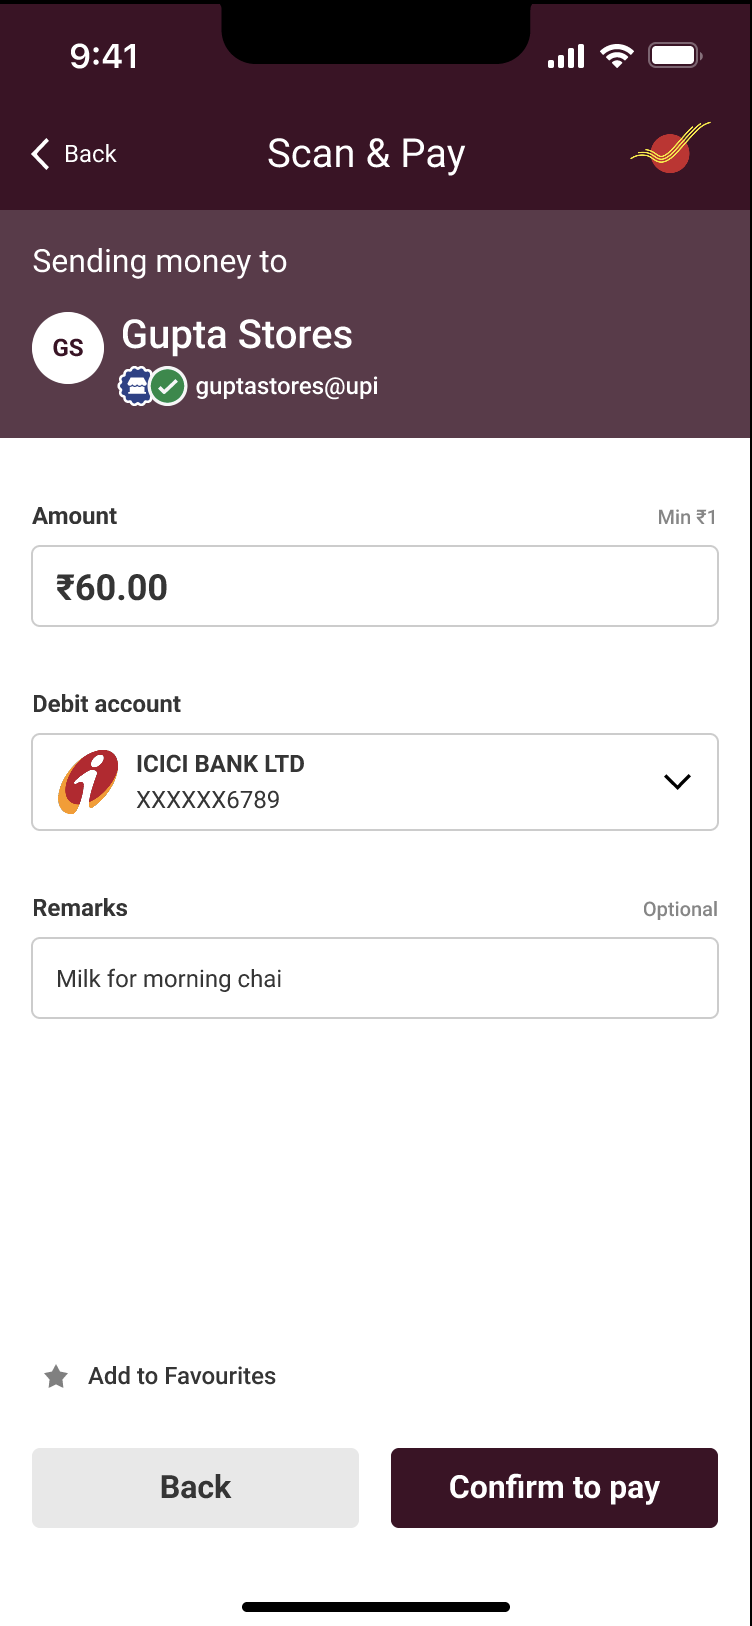 9:41
Back
Scan & Pay
Sending money to
GS
Gupta Stores
guptastores@upi
Amount
Min ₹1
₹60.00
Debit account
ICICI BANK LTD
XXXXXX6789
Remarks
Optional
Milk for morning chai
Add to Favourites
Back
Confirm to pay